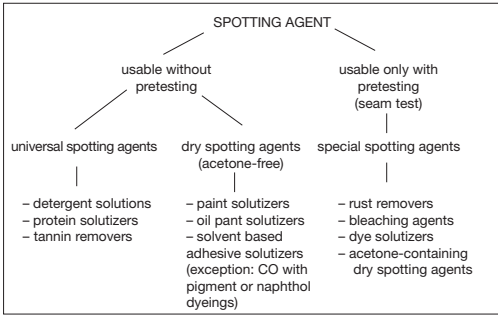 SPOTTING AGENT
usable without
pretesting
usable only with
pretesting
(seam test)
universal spotting agents
dry spotting agents
(acetone-free)
special spotting agents
– detergent solutions
– protein solutizers
– tannin removers
– paint solutizers
– oil pant solutizers
– solvent based
adhesive solutizers
(exception: CO with
pigment or naphthol
dyeings)
– rust removers
– bleaching agents
– dye solutizers
– acetone-containing
dry spotting agents